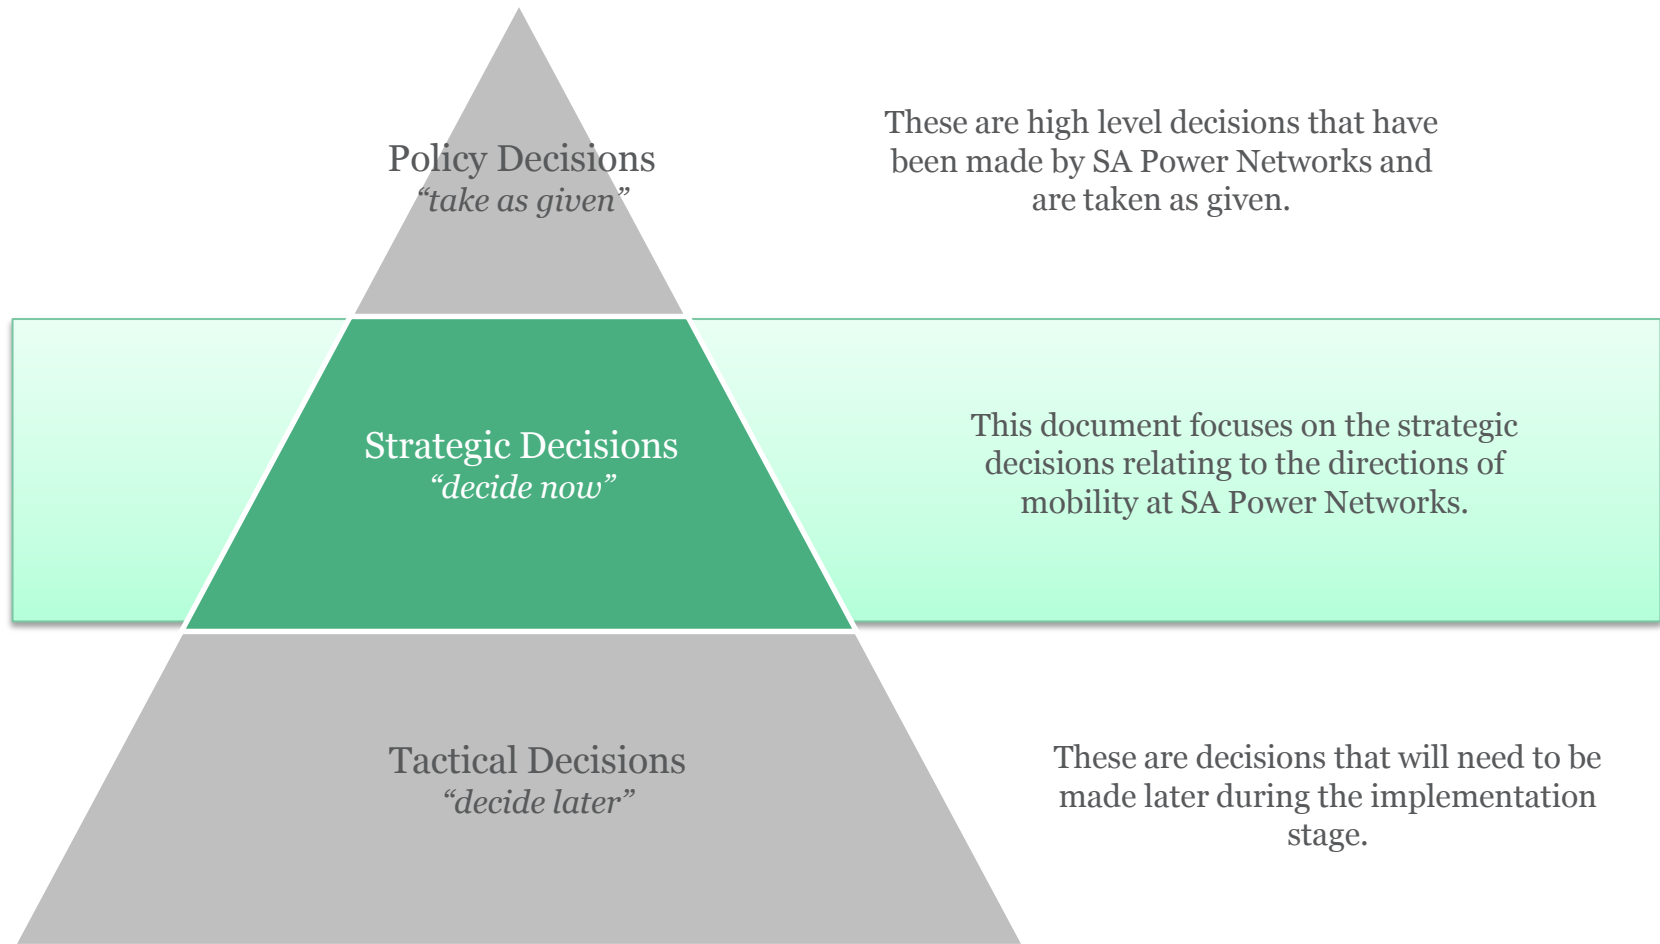 Policy Decisions
“take as given”
These are high level decisions that have
been made by SA Power Networks and
are taken as given.
Strategic Decisions
“decide now”
This document focuses on the strategic
decisions relating to the directions of
mobility at SA Power Networks.
Tactical Decisions
“decide later”
These are decisions that will need to be
made later during the implementation
stage.